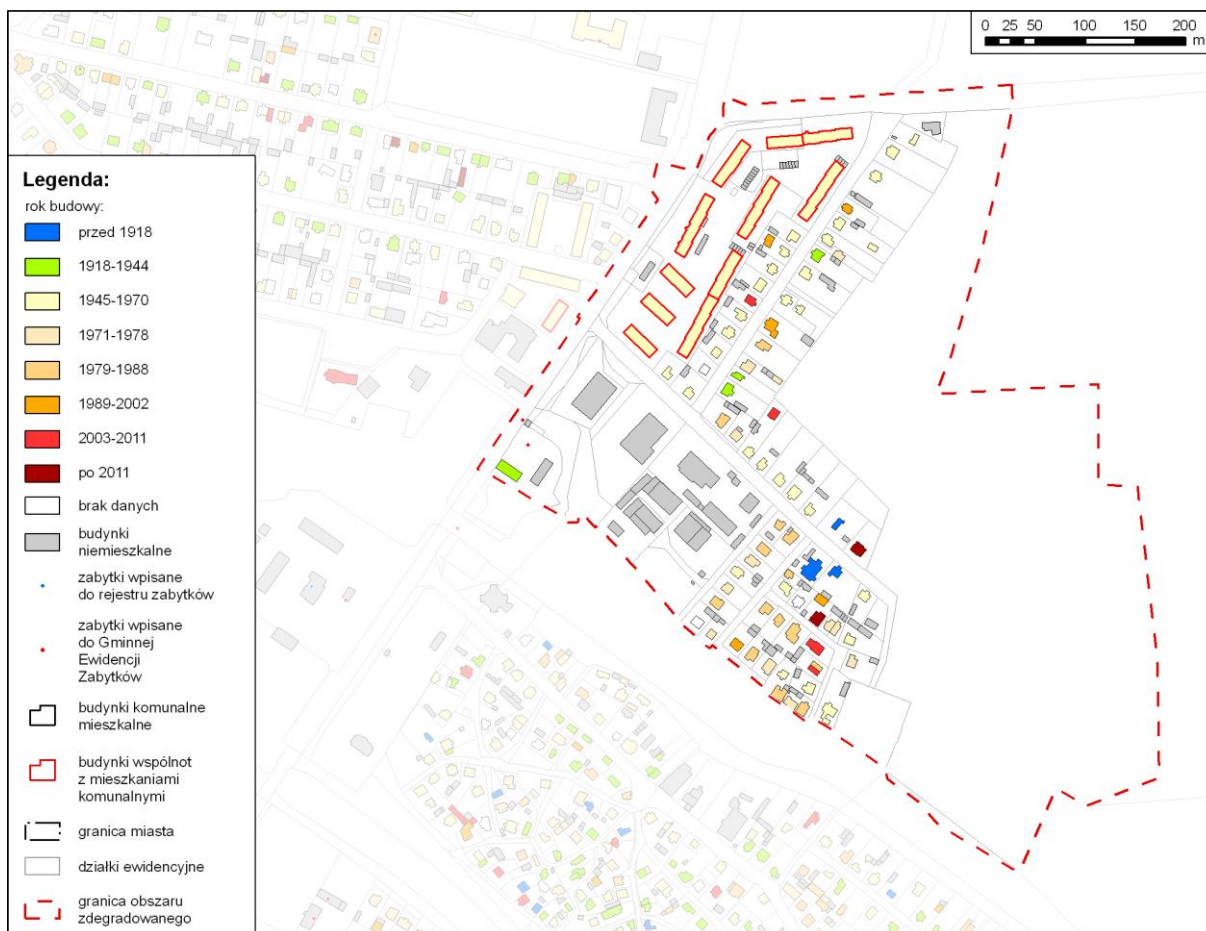 0 25 50 100 150 200
m
Legenda:
rok budowy:
przed 1918
1918-1944
1945-1970
1971-1978
1979-1988
1989-2002
2003-2011
po 2011
brak danych
budynki
niemieszkalne
zabytki wpisane
do rejestru zabytków
zabytki wpisane
do Gminnej
Ewidencji
Zabytków
budynki komunalne
mieszkalne
budynki wspólnot
z mieszkaniami
komunalnymi
granica miasta
działki ewidencyjne
granica obszaru
zdegradowanego